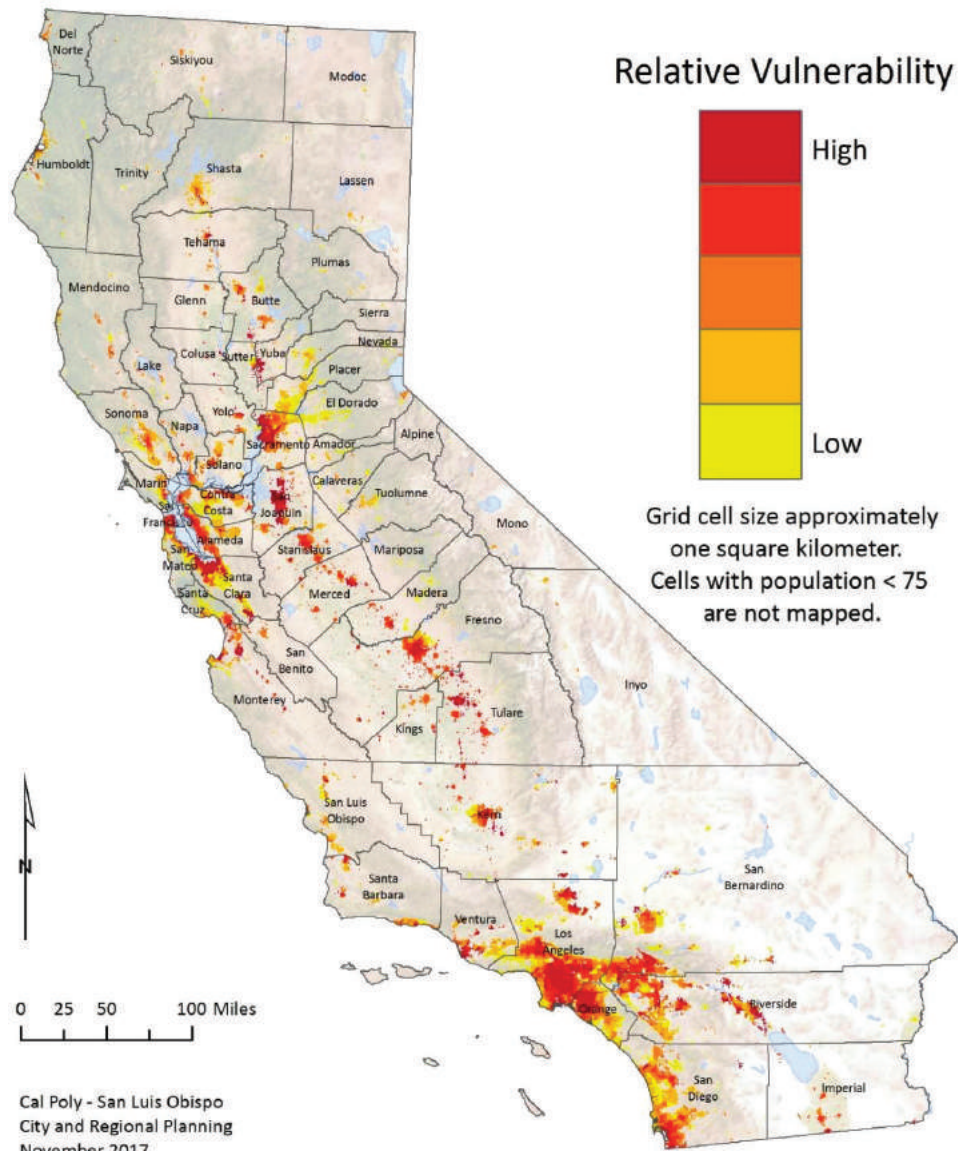 Del
Norte
Siskiyou
Modoc
Humboldt
Trinity
Shasta
Lassen
Tehama
Plumas
Mendocino
Glenn
Butte
Sierra
Nevada
Colusa
Sutter
Yuba
Placer
Lake
El Dorado
Sonoma
Napa
Yolo
Sacramento
Amador
Alpine
Solano
Marin
Calaveras
Tuolumne
Contra
Costa
San
Joaquin
Mono
San
Francisco
Alameda
San
Mateo
Stanislaus
Mariposa
Santa
Clara
Santa
Cruz
Merced
Madera
Fresno
San
Benito
Monterey
Inyo
Kings
Tulare
San Luis
Obispo
Kern
Santa
Barbara
Ventura
Los
Angeles
San
Bernardino
Orange
Riverside
San
Diego
Imperial
Relative Vulnerability
High
Low
Grid cell size approximately
one square kilometer.
Cells with population < 75
are not mapped.
N
0 25 50 100 Miles
Cal Poly - San Luis Obispo
City and Regional Planning
November 2017